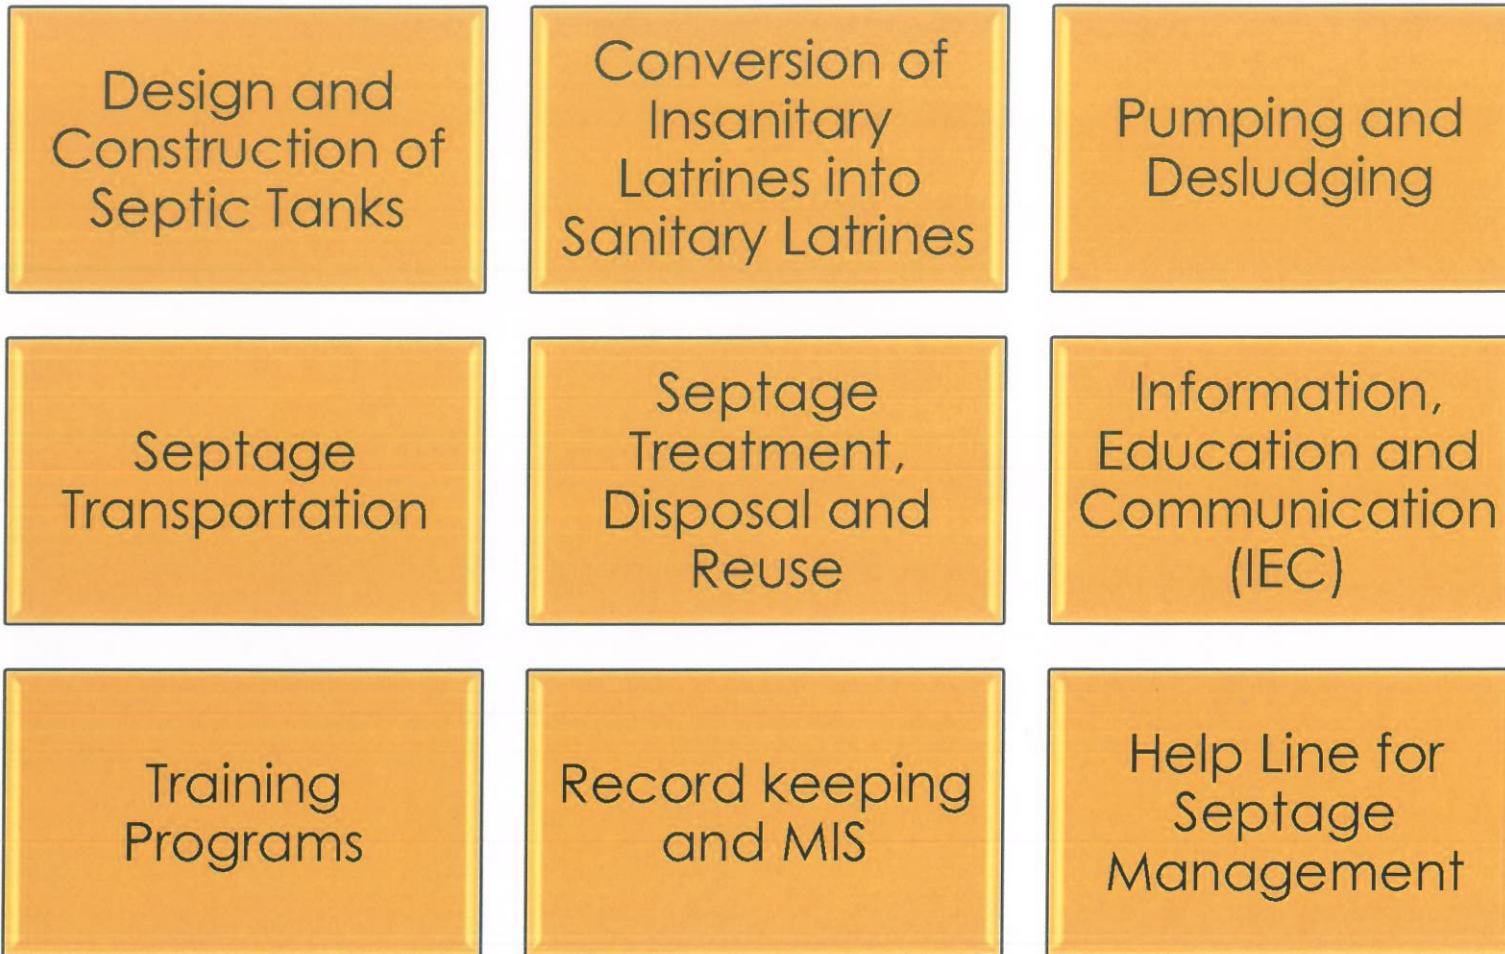 Design and
Construction of
Septic Tanks
Conversion of
Insanitary
Latrines into
Sanitary Latrines
Pumping and
Desludging
Septage
Transportation
Septage
Treatment,
Disposal and
Reuse
Information,
Education and
Communication
(IEC)
Training
Programs
Record keeping
and MIS
Help Line for
Septage
Management